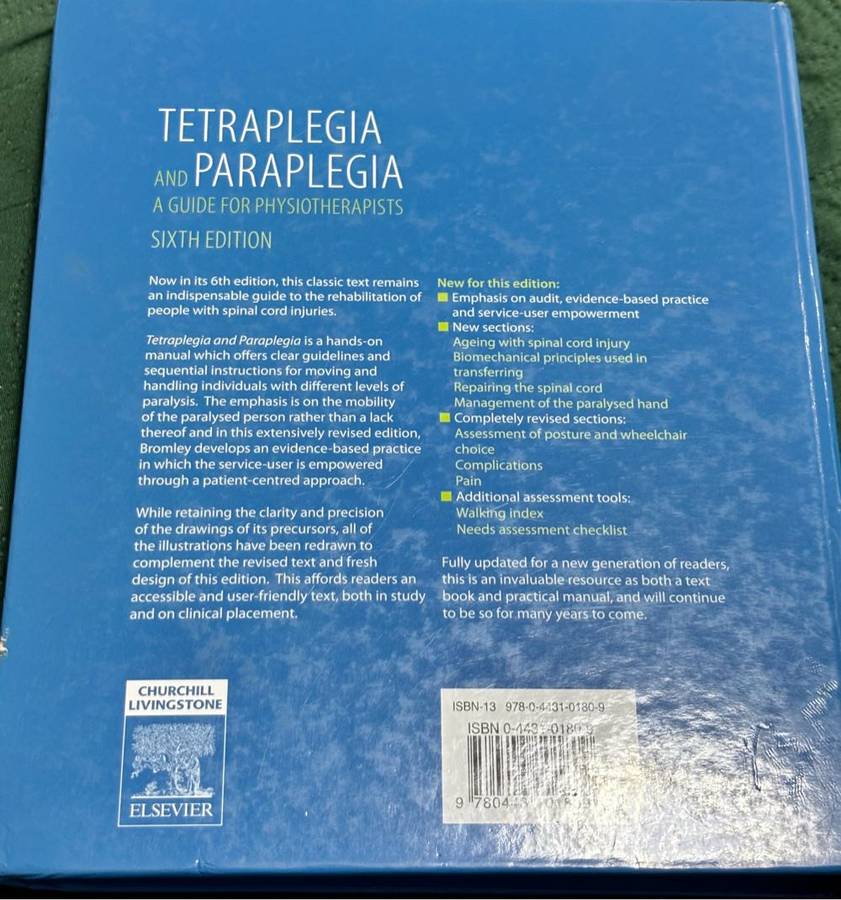 TETRAPLEGIA
AND PARAPLEGIA
A GUIDE FOR PHYSIOTHERAPISTS
SIXTH EDITION
Now in its 6th edition, this classic text remains
an indispensable guide to the rehabilitation of
people with spinal cord injuries.
Tetraplegia and Paraplegia is a hands-on
manual which offers clear guidelines and
sequential instructions for moving and
handling individuals with different levels of
paralysis. The emphasis is on the mobility
of the paralysed person rather than a lack
thereof and in this extensively revised edition,
Bromley develops an evidence-based practice
in which the service-user is empowered
through a patient-centred approach.
While retaining the clarity and precision
of the drawings of its precursors, all of
the illustrations have been redrawn to
complement the revised text and fresh
design of this edition. This affords readers an
accessible and user-friendly text, both in study
and on clinical placement.
New for this edition:
Emphasis on audit, evidence-based practice
and service-user empowerment
New sections:
Ageing with spinal cord injury
Biomechanical principles used in
transferring
Repairing the spinal cord
Management of the paralysed hand
Completely revised sections:
Assessment of posture and wheelchair
choice
Complications
Pain
Additional assessment tools:
Walking index
Needs assessment checklist
Fully updated for a new generation of readers,
this is an invaluable resource as both a text
book and practical manual, and will continue
to be so for many years to come.
CHURCHILL
LIVINGSTONE
ELSEVIER
ISBN-13 978-0-4431-0180-9
ISBN
9 7804